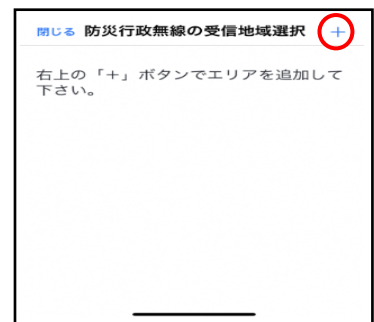 閉じる 防災行政無線の受信地域選択 +
右上の「+」ボタンでエリアを追加して
下さい。